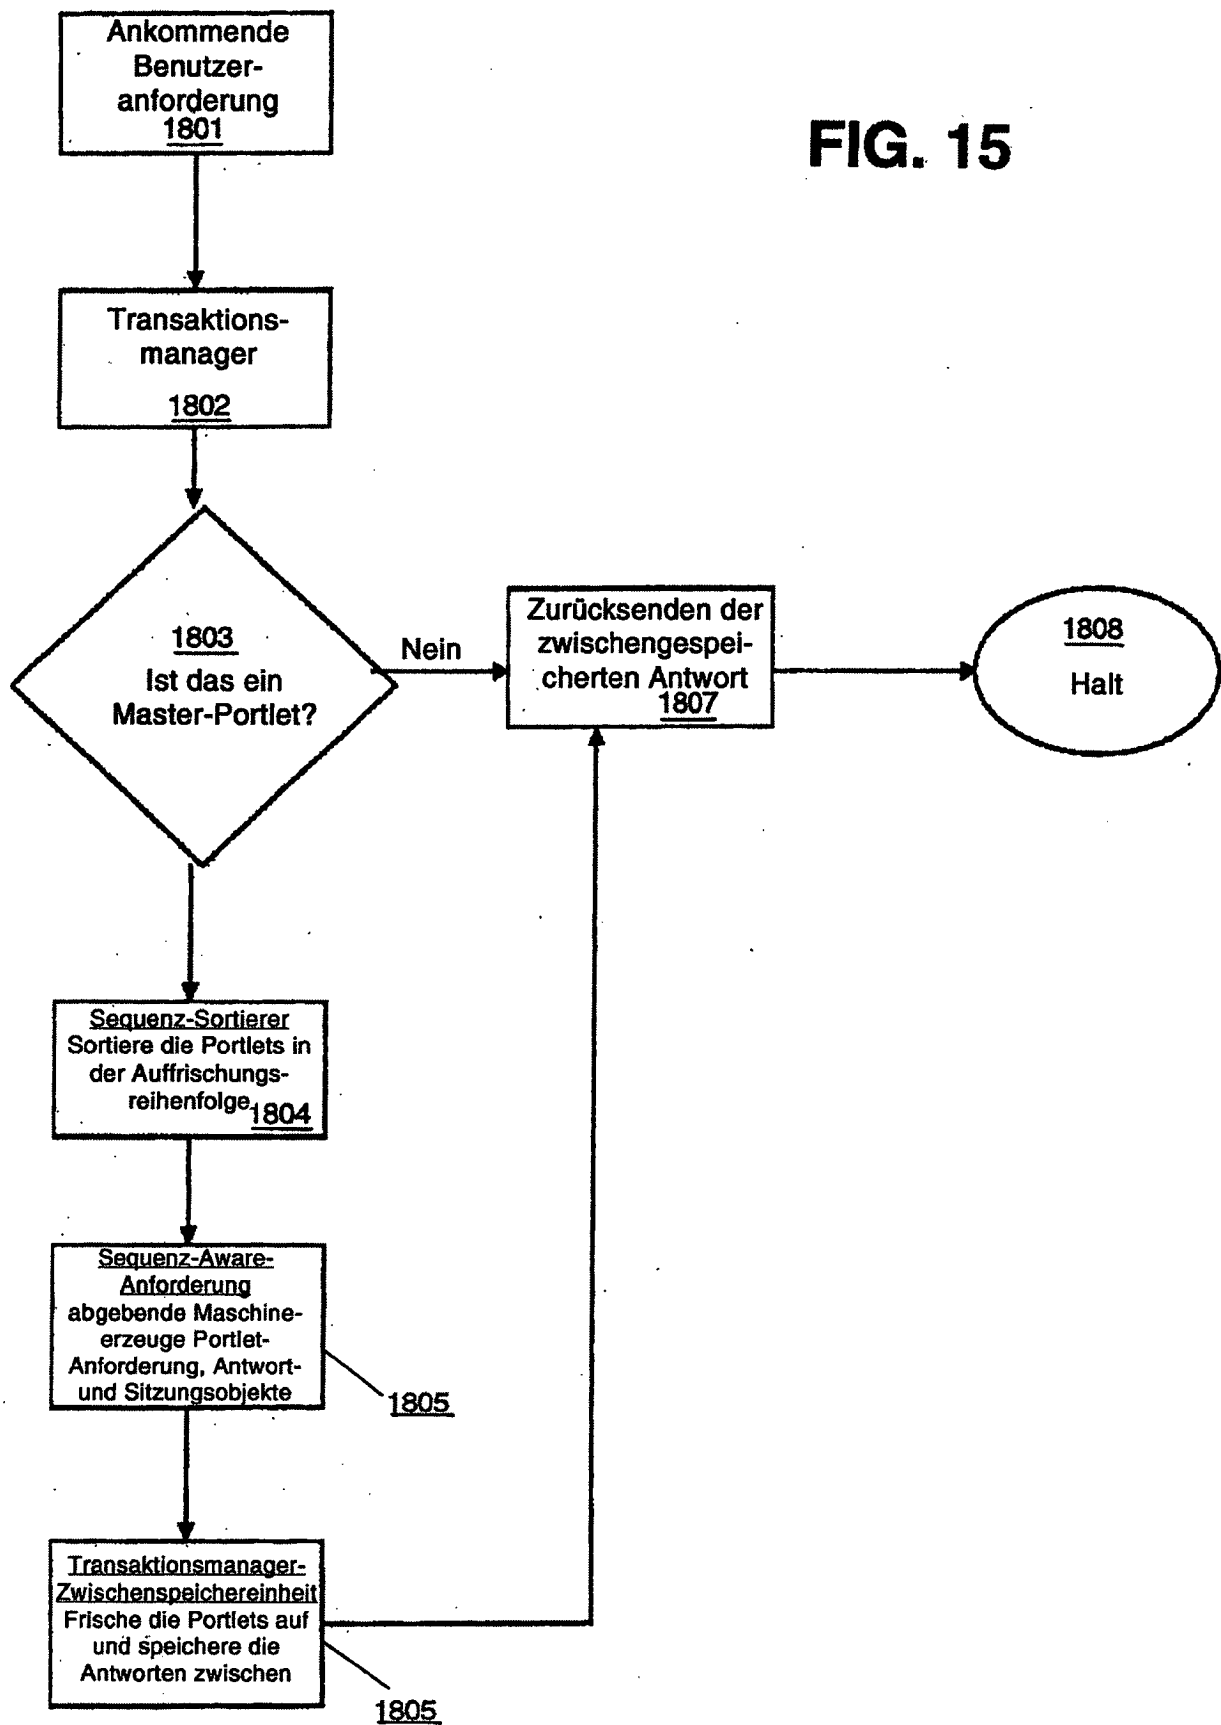 Ankommende
Benutzer-
anforderung
1801
FIG. 15
Transaktions-
manager
1802
1803
Ist das ein
Master-Portlet?
Nein
Zurücksenden der
zwischengespei-
cherten Antwort
1807
1808
Halt
Sequenz-Sortierer
Sortiere die Portlets in
der Auffrischungs-
reihenfolge
1804
Sequenz-Aware-
Anforderung
abgebende Maschine-
erzeuge Portlet-
Anforderung, Antwort-
und Sitzungsobjekte
1805
Transaktionsmanager-
Zwischenspeichereinheit
Frische die Portlets auf
und speichere die
Antworten zwischen
1805